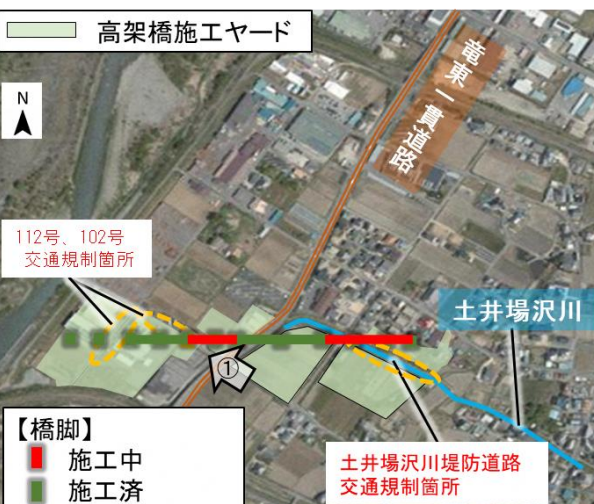 高架橋施工ヤード
N
竜東一貫道路
112号、102号
交通規制箇所
土井場沢川
①
【橋脚】
施工中
施工済
土井場沢川堤防道路
交通規制箇所